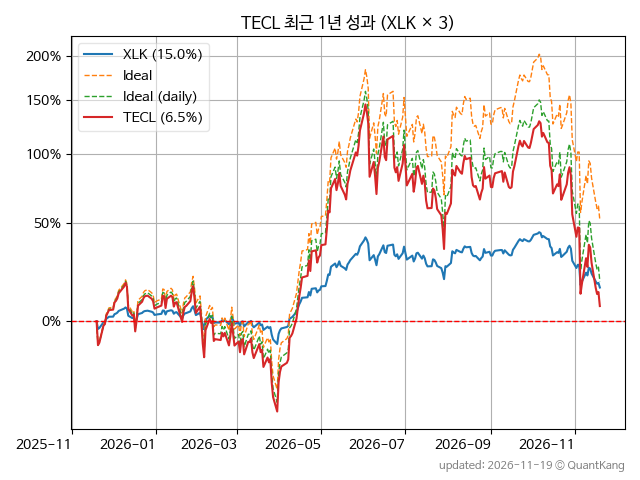 TECL 최근 1년 성과 (XLK × 3)
XLK (15.0%)
Ideal
Ideal (daily)
TECL (6.5%)
200%
150%
100%
50%
0%
2025-11 2026-01 2026-03 2026-05 2026-07 2026-09 2026-11
updated: 2026-11-19 © QuantKang